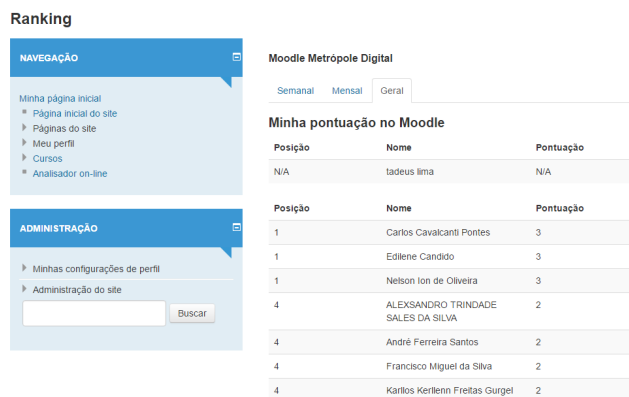 Ranking
NAVEGAÇÃO
Minha página inicial
Página inicial do site
Páginas do site
Meu perfil
Cursos
Analisador on-line
ADMINISTRAÇÃO
Minhas configurações de perfil
Administração do site
Buscar
Moodle Metrópole Digital
Semanal Mensal Geral
Minha pontuação no Moodle
Posição Nome Pontuação
N/A tadeus lima N/A
Posição Nome Pontuação
1 Carlos Cavalcanti Pontes 3
1 Edilene Candido 3
1 Nelson Ion de Oliveira 3
4 ALEXSANDRO TRINDADE 2
SALES DA SILVA
4 André Ferreira Santos 2
4 Francisco Miguel da Silva 2
4 Karllos Kerllenn Freitas Gurgel 2